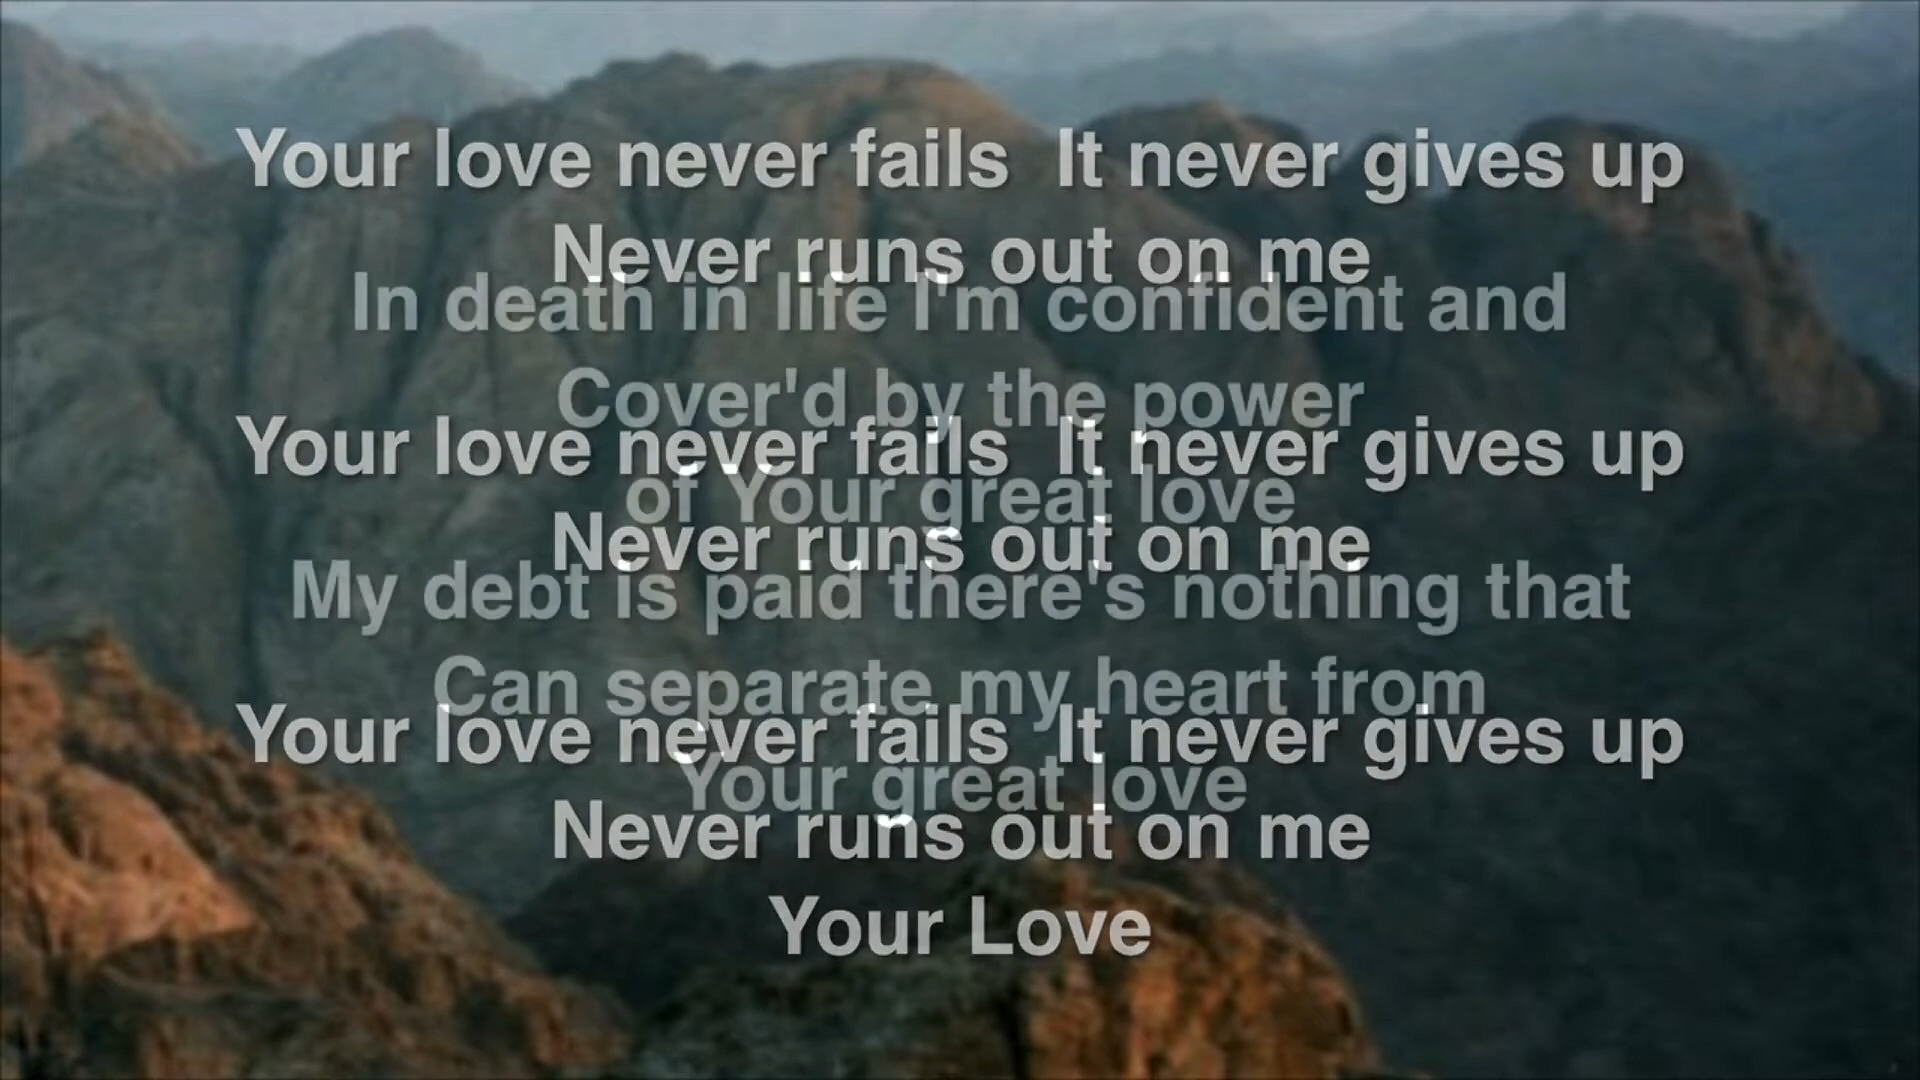 Your love never fails  It never gives up
Never runs out on me
In death in life I'm confident and
Cover'd by the power
Your love never fails  It never gives up
of Your great love
Never runs out on me
My debt is paid there's nothing that
Can separate my heart from
Your love never fails  It never gives up
Your great love
Never runs out on me
Your Love